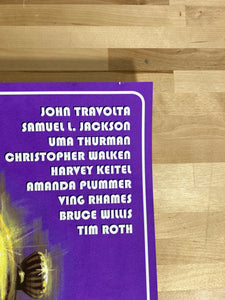 JOHN TRAVOLTA
SAMUEL L. JACKSON
UMA THURMAN
CHRISTOPHER WALKEN
HARVEY KEITEL
AMANDA PLUMMER
VING RHAMES
BRUCE WILLIS
TIM ROTH